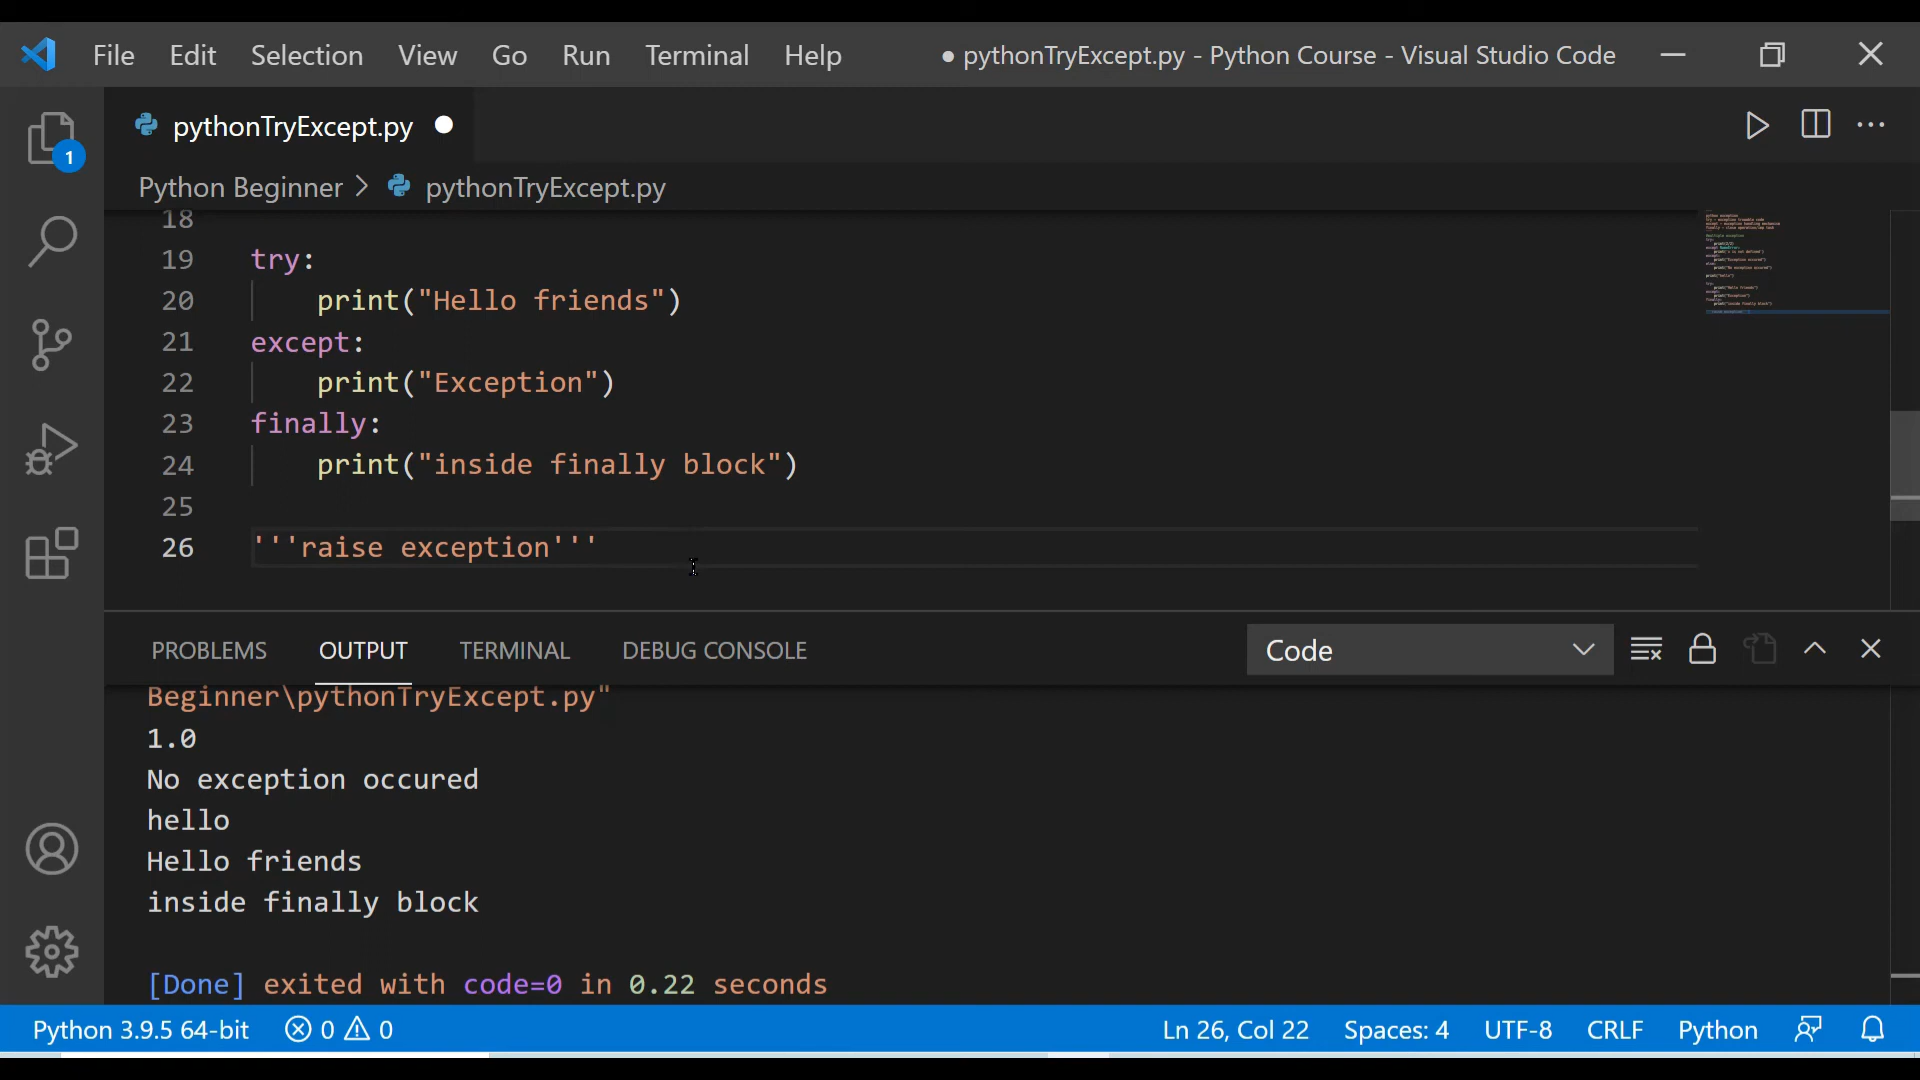 File Edit Selection View Go Run Terminal Help ● pythonTryExcept.py - Python Course - Visual Studio Code
pythonTryExcept.py
1
Python Beginner > pythonTryExcept.py
18
19 try:
20 print("Hello friends")
21 except:
22 print("Exception")
23 finally:
24 print("inside finally block")
25
26 '''raise exception'''
PROBLEMS OUTPUT TERMINAL DEBUG CONSOLE Code
Beginner\pythonTryExcept.py"
1.0
No exception occured
hello
Hello friends
inside finally block
[Done] exited with code=0 in 0.22 seconds
Python 3.9.5 64-bit 0 0 Ln 26, Col 22 Spaces: 4 UTF-8 CRLF Python